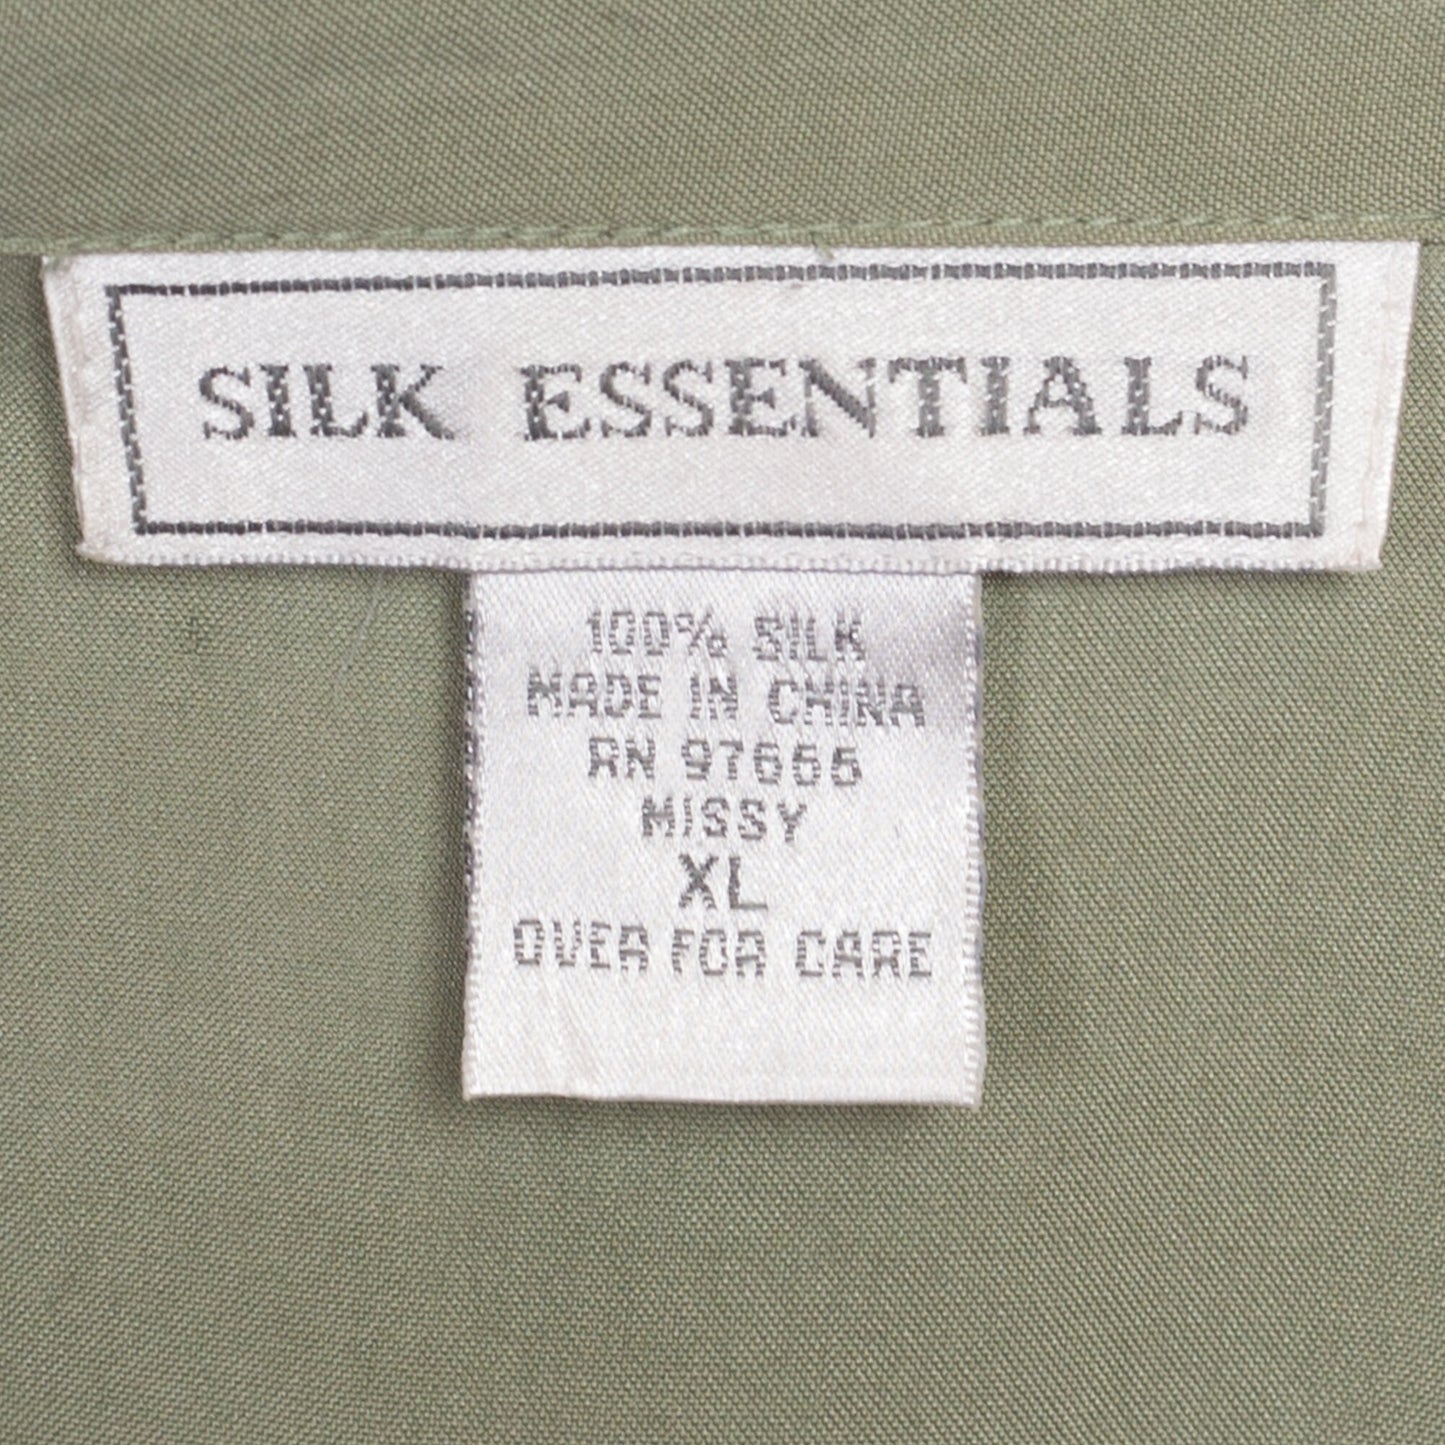 SILK ESSENTIALS
100% SILK
MADE IN CHINA
RN 97665
MISSY
XL
OVER FOR CARE